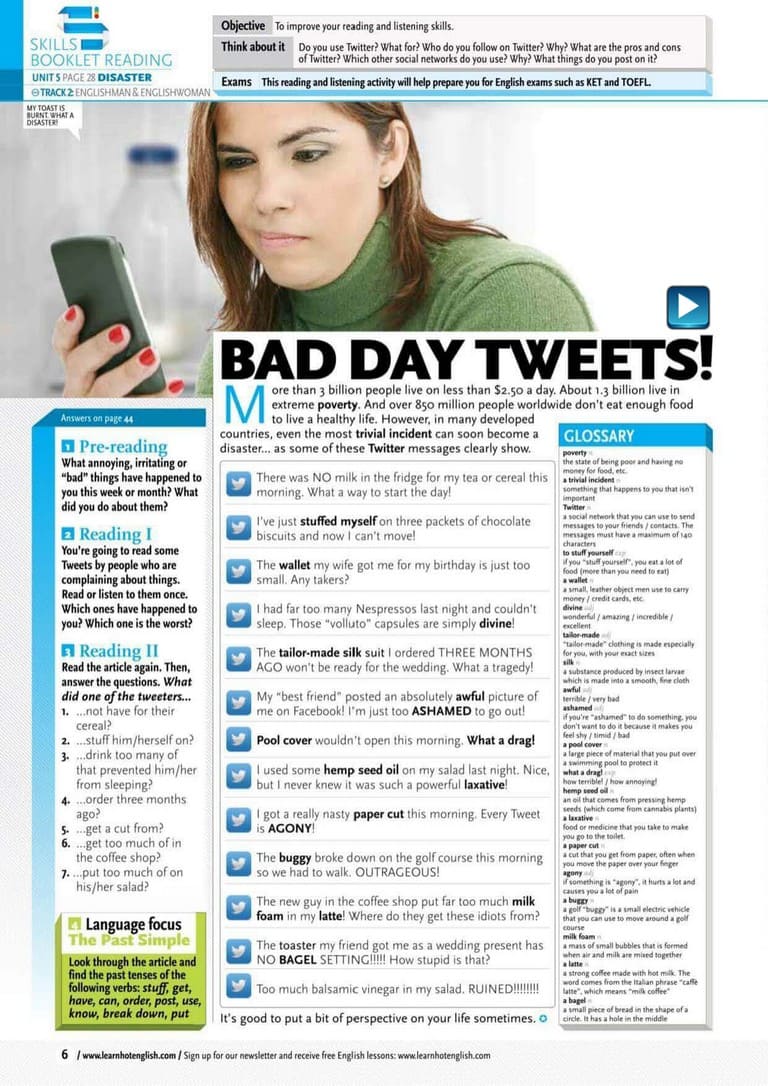 SKILLS
BOOKLET READING
UNIT 5 PAGE 28 DISASTER
TRACK 2: ENGLISHMAN & ENGLISHWOMAN
Objective To improve your reading and listening skills.
Think about it Do you use Twitter? What for? Who do you follow on Twitter? Why? What are the pros and cons
of Twitter? Which other social networks do you use? Why? What things do you post on it?
Exams This reading and listening activity will help prepare you for English exams such as KET and TOEFL.
MY TOAST IS
BURNT. WHAT A
DISASTER!
BAD DAY TWEETS!
More than 3 billion people live on less than $2.50 a day. About 1.3 billion live in
extreme poverty. And over 850 million people worldwide don't eat enough food
to live a healthy life. However, in many developed
countries, even the most trivial incident can soon become a
disaster... as some of these Twitter messages clearly show.
There was NO milk in the fridge for my tea or cereal this
morning. What a way to start the day!
I've just stuffed myself on three packets of chocolate
biscuits and now I can't move!
The wallet my wife got me for my birthday is just too
small. Any takers?
I had far too many Nespressos last night and couldn't
sleep. Those "volluto" capsules are simply divine!
The tailor-made silk suit I ordered THREE MONTHS
AGO won't be ready for the wedding. What a tragedy!
My "best friend" posted an absolutely awful picture of
me on Facebook! I'm just too ASHAMED to go out!
Pool cover wouldn't open this morning. What a drag!
I used some hemp seed oil on my salad last night. Nice,
but I never knew it was such a powerful laxative!
I got a really nasty paper cut this morning. Every Tweet
is AGONY!
The buggy broke down on the golf course this morning
so we had to walk. OUTRAGEOUS!
The new guy in the coffee shop put far too much milk
foam in my latte! Where do they get these idiots from?
The toaster my friend got me as a wedding present has
NO BAGEL SETTING!!!!! How stupid is that?
Too much balsamic vinegar in my salad. RUINED!!!!!!!!
It's good to put a bit of perspective on your life sometimes.
Answers on page 44
1 Pre-reading
What annoying, irritating or
"bad" things have happened to
you this week or month? What
did you do about them?
2 Reading I
You're going to read some
Tweets by people who are
complaining about things.
Read or listen to them once.
Which ones have happened to
you? Which one is the worst?
3 Reading II
Read the article again. Then,
answer the questions. What
did one of the tweeters...
1. ...not have for their
cereal?
2. ...stuff him/herself on?
3. ...drink too many of
that prevented him/her
from sleeping?
4. ...order three months
ago?
5. ...get a cut from?
6. ...get too much of in
the coffee shop?
7. ...put too much of on
his/her salad?
4 Language focus
The Past Simple
Look through the article and
find the past tenses of the
following verbs: stuff, get,
have, can, order, post, use,
know, break down, put
GLOSSARY
poverty n
the state of being poor and having no
money for food, etc.
a trivial incident n
something that happens to you that isn't
important
Twitter n
a social network that you can use to send
messages to your friends / contacts. The
messages must have a maximum of 140
characters
to stuff yourself exp
if you "stuff yourself", you eat a lot of
food (more than you need to eat)
a wallet n
a small, leather object men use to carry
money / credit cards, etc.
divine adj
wonderful / amazing / incredible /
excellent
tailor-made adj
"tailor-made" clothing is made especially
for you, with your exact sizes
silk n
a substance produced by insect larvae
which is made into a smooth, fine cloth
awful adj
terrible / very bad
ashamed adj
if you're "ashamed" to do something, you
don't want to do it because it makes you
feel shy / timid / bad
a pool cover n
a large piece of material that you put over
a swimming pool to protect it
what a drag! exp
how terrible! / how annoying!
hemp seed oil n
an oil that comes from pressing hemp
seeds (which come from cannabis plants)
a laxative n
food or medicine that you take to make
you go to the toilet.
a paper cut n
a cut that you get from paper, often when
you move the paper over your finger
agony adj
if something is "agony", it hurts a lot and
causes you a lot of pain
a buggy n
a golf "buggy" is a small electric vehicle
that you can use to move around a golf
course
milk foam n
a mass of small bubbles that is formed
when air and milk are mixed together
a latte n
a strong coffee made with hot milk. The
word comes from the Italian phrase "caffè
latte", which means "milk coffee"
a bagel n
a small piece of bread in the shape of a
circle. It has a hole in the middle
6 / www.learnhotenglish.com / Sign up for our newsletter and receive free English lessons: www.learnhotenglish.com